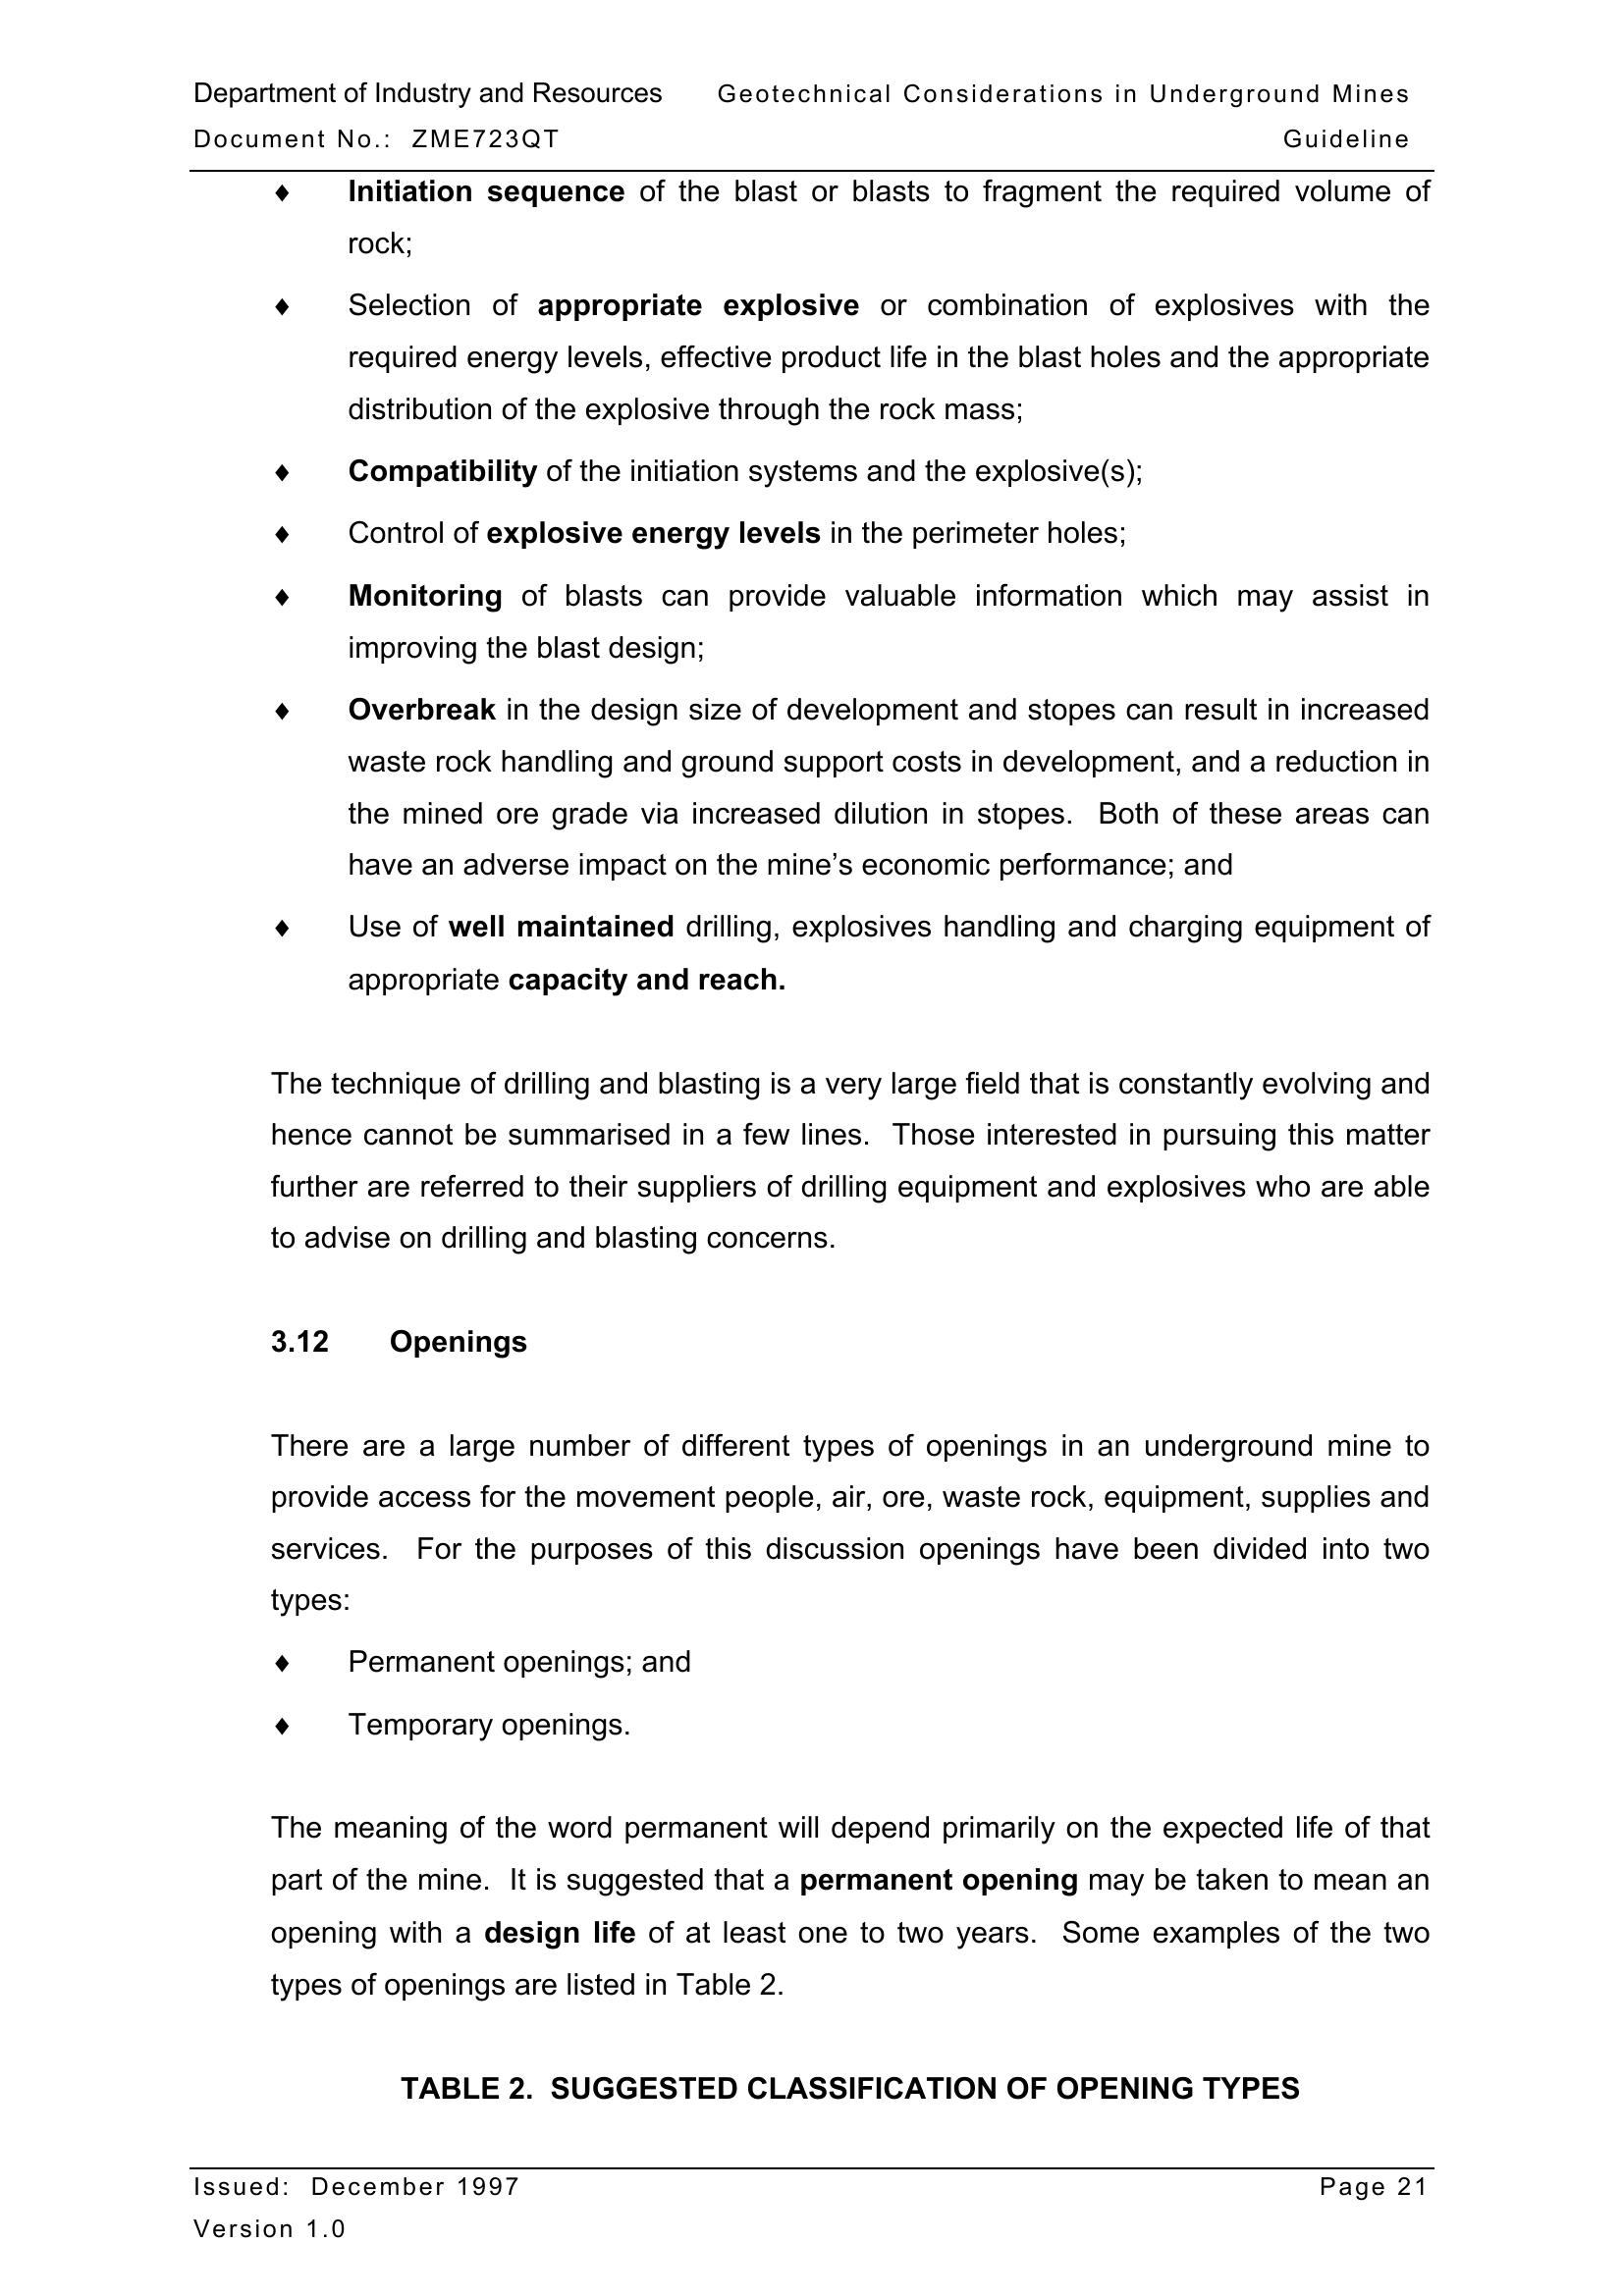 Department of Industry and Resources Geotechnical Considerations in Underground Mines
Document No.: ZME723QT Guideline
♦ Initiation sequence of the blast or blasts to fragment the required volume of
rock;
♦ Selection of appropriate explosive or combination of explosives with the
required energy levels, effective product life in the blast holes and the appropriate
distribution of the explosive through the rock mass;
♦ Compatibility of the initiation systems and the explosive(s);
♦ Control of explosive energy levels in the perimeter holes;
♦ Monitoring of blasts can provide valuable information which may assist in
improving the blast design;
♦ Overbreak in the design size of development and stopes can result in increased
waste rock handling and ground support costs in development, and a reduction in
the mined ore grade via increased dilution in stopes. Both of these areas can
have an adverse impact on the mine’s economic performance; and
♦ Use of well maintained drilling, explosives handling and charging equipment of
appropriate capacity and reach.
The technique of drilling and blasting is a very large field that is constantly evolving and
hence cannot be summarised in a few lines. Those interested in pursuing this matter
further are referred to their suppliers of drilling equipment and explosives who are able
to advise on drilling and blasting concerns.
3.12 Openings
There are a large number of different types of openings in an underground mine to
provide access for the movement people, air, ore, waste rock, equipment, supplies and
services. For the purposes of this discussion openings have been divided into two
types:
♦ Permanent openings; and
♦ Temporary openings.
The meaning of the word permanent will depend primarily on the expected life of that
part of the mine. It is suggested that a permanent opening may be taken to mean an
opening with a design life of at least one to two years. Some examples of the two
types of openings are listed in Table 2.
TABLE 2. SUGGESTED CLASSIFICATION OF OPENING TYPES
Issued: December 1997 Page 21
Version 1.0